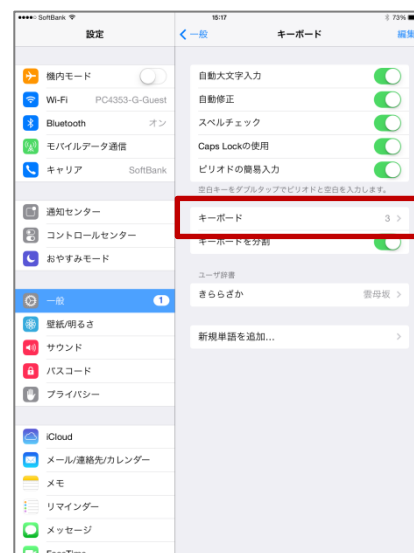 SoftBank
15:17
73%
設定
一般
キーボード
編集
機内モード
Wi-Fi
PC4353-G-Guest
Bluetooth
オン
モバイルデータ通信
キャリア
SoftBank
通知センター
コントロールセンター
おやすみモード
一般
1
壁紙/明るさ
サウンド
パスコード
プライバシー
iCloud
メール/連絡先/カレンダー
メモ
リマインダー
メッセージ
FaceTime
自動大文字入力
自動修正
スペルチェック
Caps Lockの使用
ピリオドの簡易入力
空白キーをダブルタップでピリオドと空白を入力します。
キーボード
3
キーボードを分割
ユーザ辞書
きららざか
雲母坂
新規単語を追加...